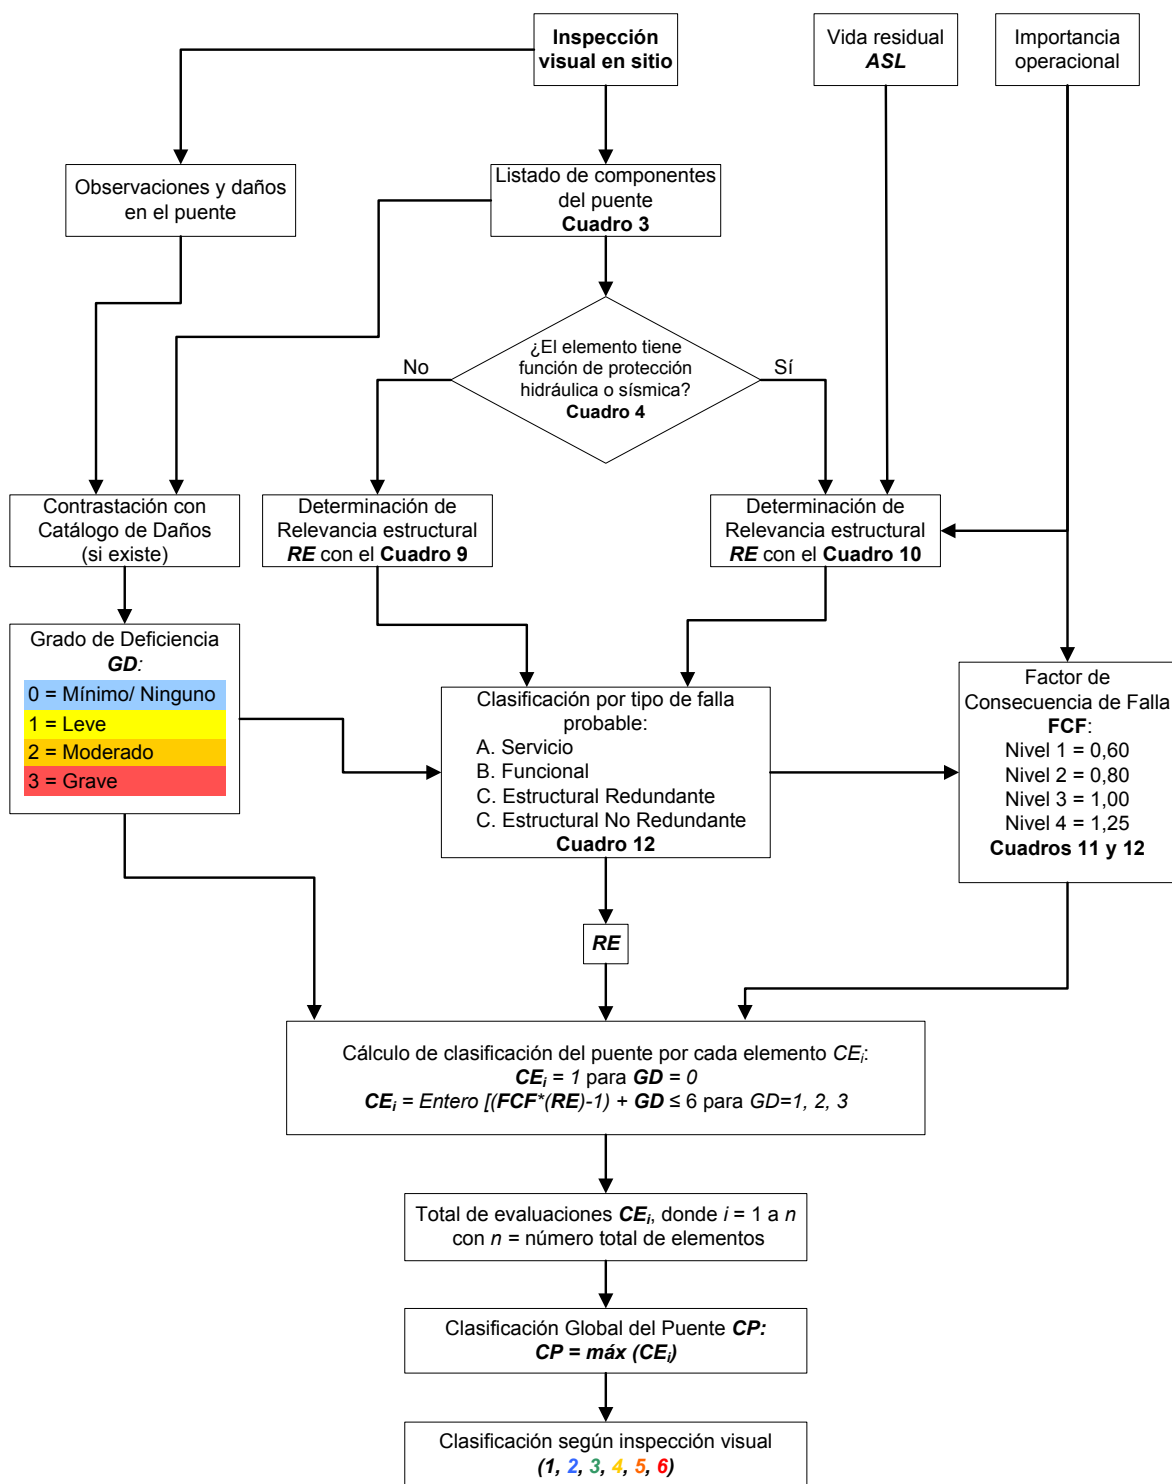 Inspección
visual en sitio
Vida residual
ASL
Importancia
operacional
Observaciones y daños
en el puente
Listado de componentes
del puente
Cuadro 3
¿El elemento tiene
función de protección
hidráulica o sísmica?
Cuadro 4
No
Sí
Contrastación con
Catálogo de Daños
(si existe)
Determinación de
Relevancia estructural
RE con el Cuadro 9
Determinación de
Relevancia estructural
RE con el Cuadro 10
Grado de Deficiencia
GD:
0 = Mínimo/ Ninguno
1 = Leve
2 = Moderado
3 = Grave
Clasificación por tipo de falla
probable:
A. Servicio
B. Funcional
C. Estructural Redundante
C. Estructural No Redundante
Cuadro 12
Factor de
Consecuencia de Falla
FCF:
Nivel 1 = 0,60
Nivel 2 = 0,80
Nivel 3 = 1,00
Nivel 4 = 1,25
Cuadros 11 y 12
RE
Cálculo de clasificación del puente por cada elemento CEi:
CEi = 1 para GD = 0
CEi = Entero [(FCF*(RE)-1) + GD ≤ 6 para GD=1, 2, 3
Total de evaluaciones CEi, donde i = 1 a n
con n = número total de elementos
Clasificación Global del Puente CP:
CP = máx (CEi)
Clasificación según inspección visual
(1, 2, 3, 4, 5, 6)